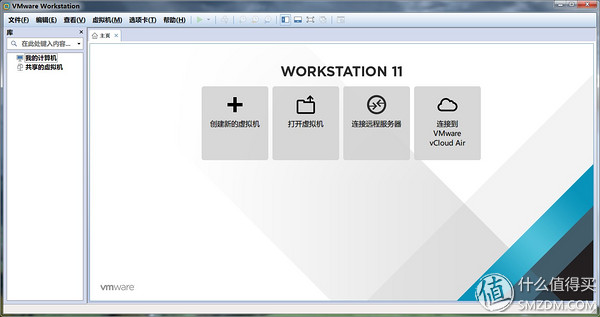 VMware Workstation
文件(F) 编辑(E) 查看(V) 虚拟机(M) 选项卡(T) 帮助(H)
库
在此处键入内容...
我的计算机
共享的虚拟机
主页
WORKSTATION 11
创建新的虚拟机
打开虚拟机
连接远程服务器
连接到
VMware
vCloud Air
vmware
值 什么值得买
SMZDM.COM